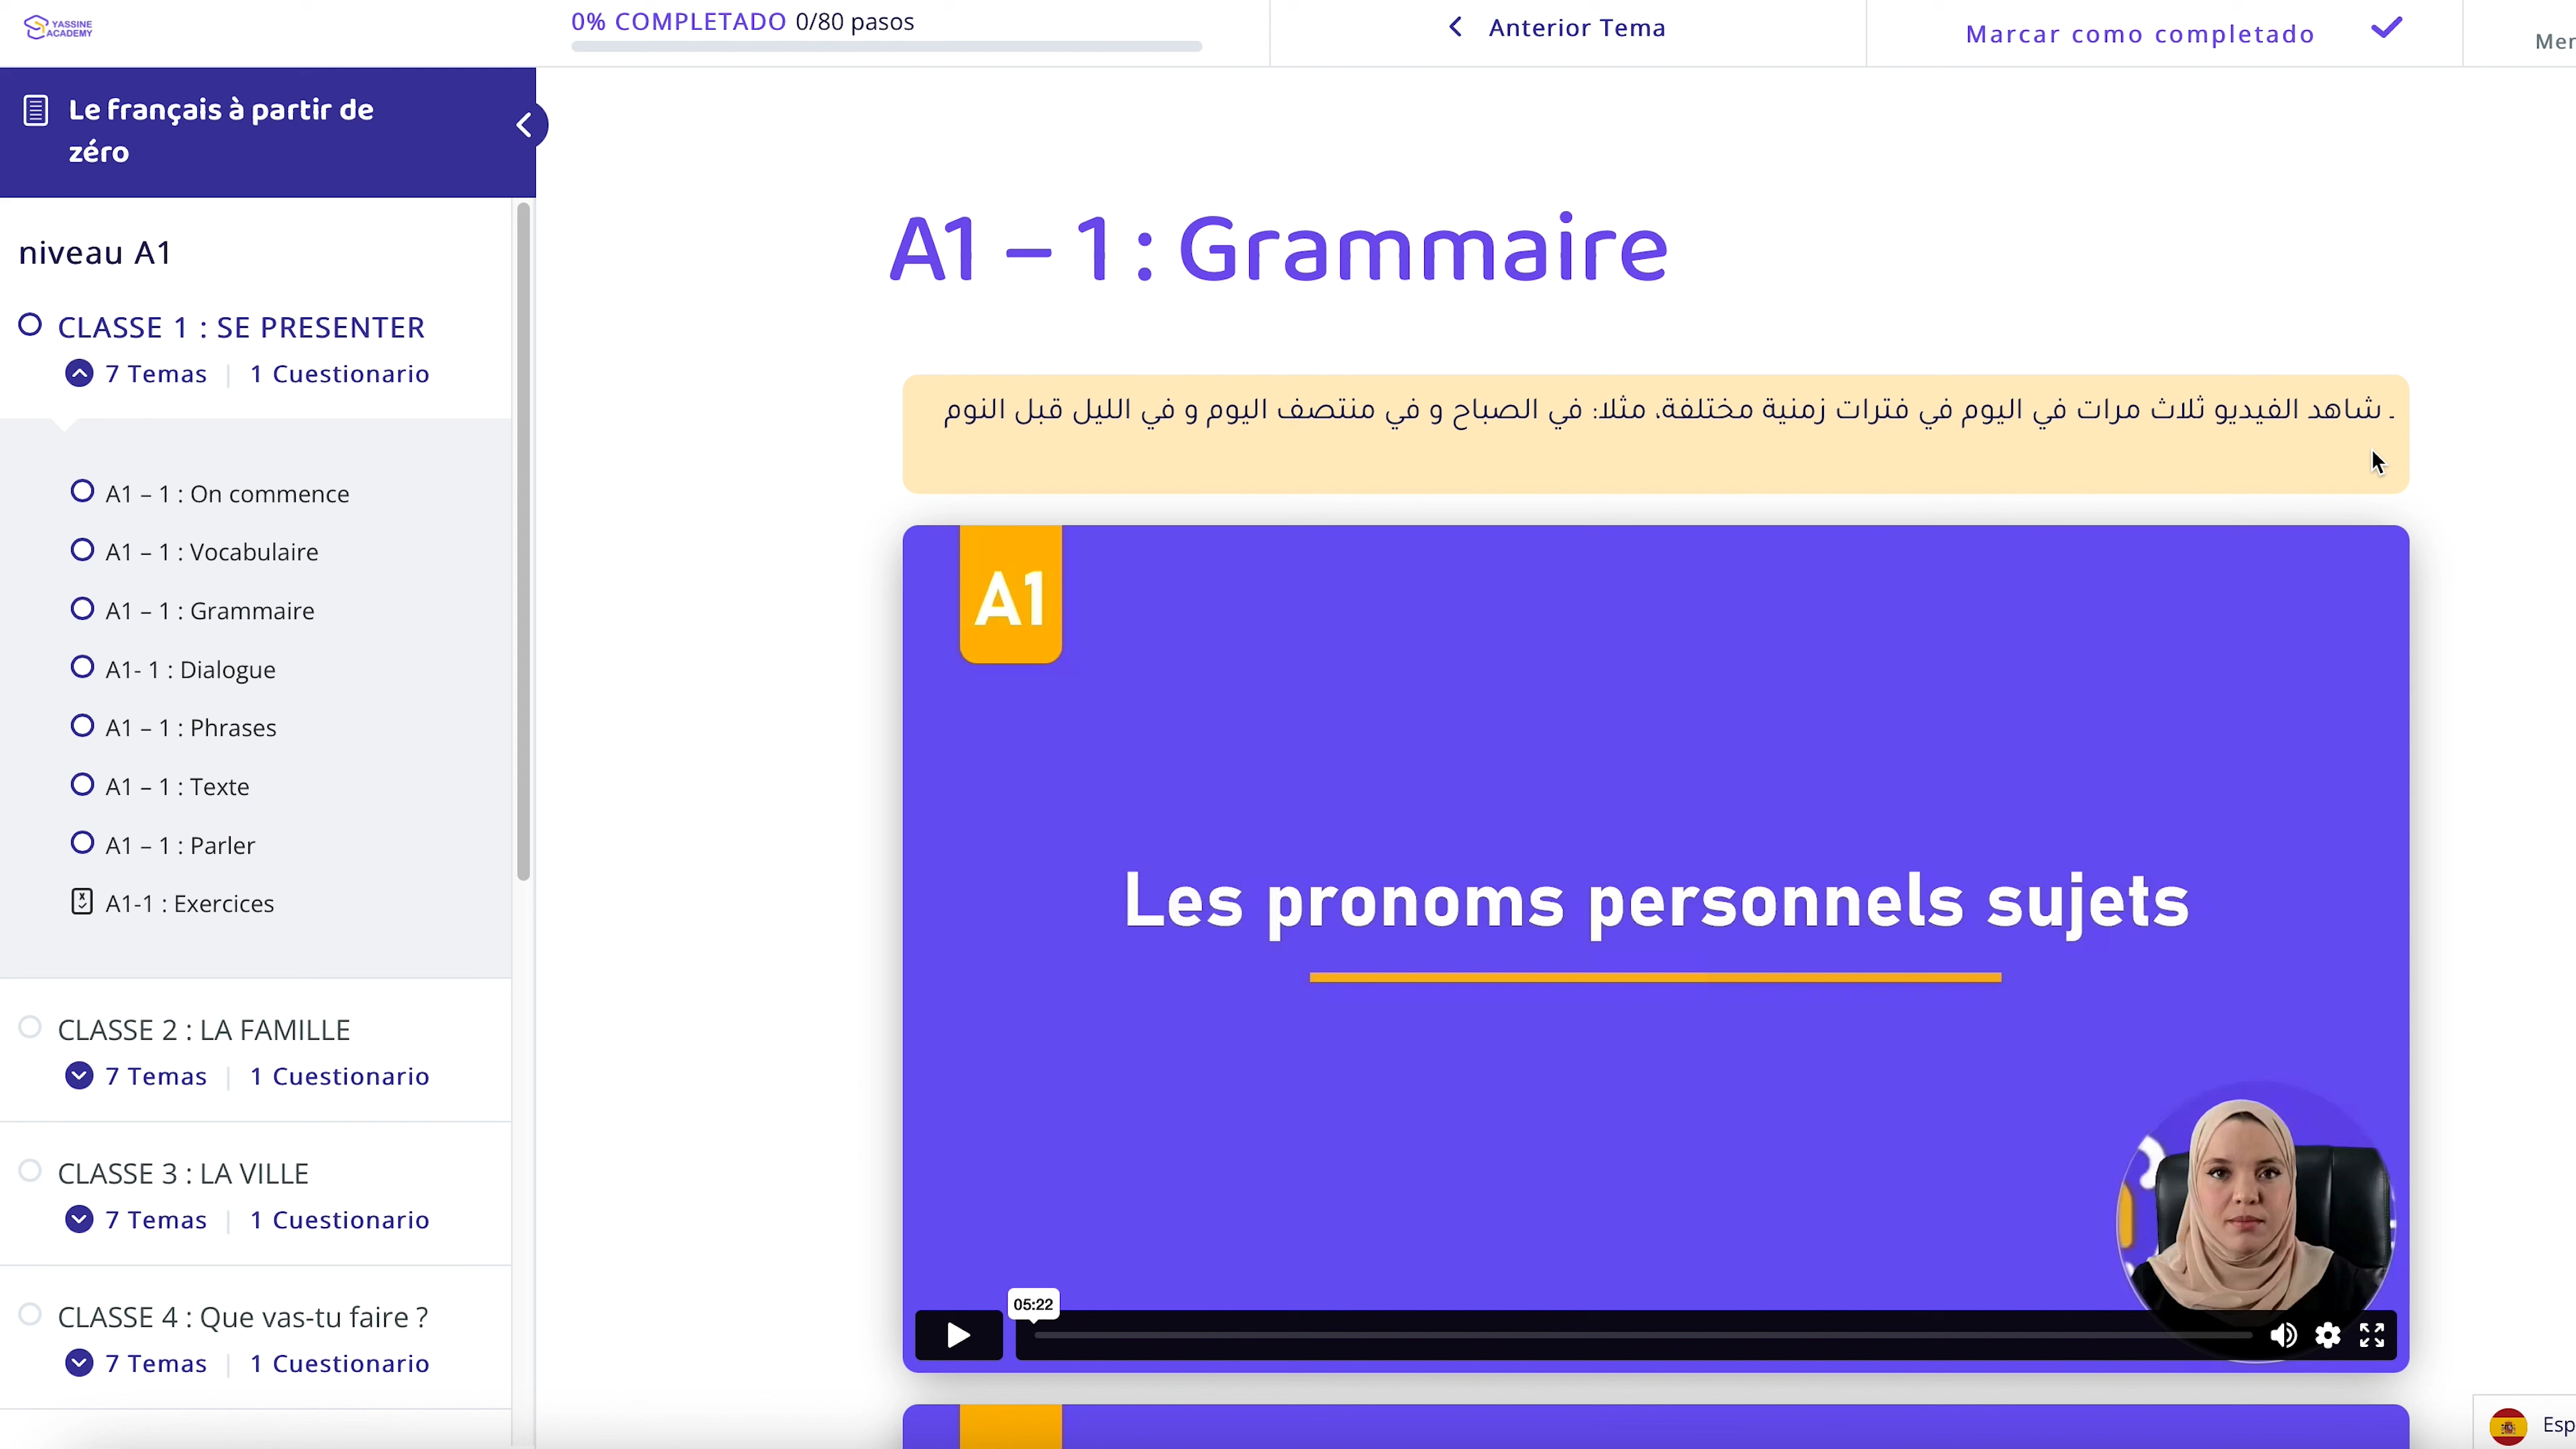 YASSINE
ACADEMY
0% COMPLETADO 0/80 pasos
Anterior Tema
Marcar como completado
Le français à partir de
zéro
niveau A1
CLASSE 1 : SE PRESENTER
7 Temas | 1 Cuestionario
A1 – 1 : On commence
A1 – 1 : Vocabulaire
A1 – 1 : Grammaire
A1- 1 : Dialogue
A1 – 1 : Phrases
A1 – 1 : Texte
A1 – 1 : Parler
A1-1 : Exercices
CLASSE 2 : LA FAMILLE
7 Temas | 1 Cuestionario
CLASSE 3 : LA VILLE
7 Temas | 1 Cuestionario
CLASSE 4 : Que vas-tu faire ?
7 Temas | 1 Cuestionario
A1 – 1 : Grammaire
ـ شاهد الفيديو ثلاث مرات في اليوم في فترات زمنية مختلفة، مثلا: في الصباح و في منتصف اليوم و في الليل قبل النوم
A1
Les pronoms personnels sujets
05:22